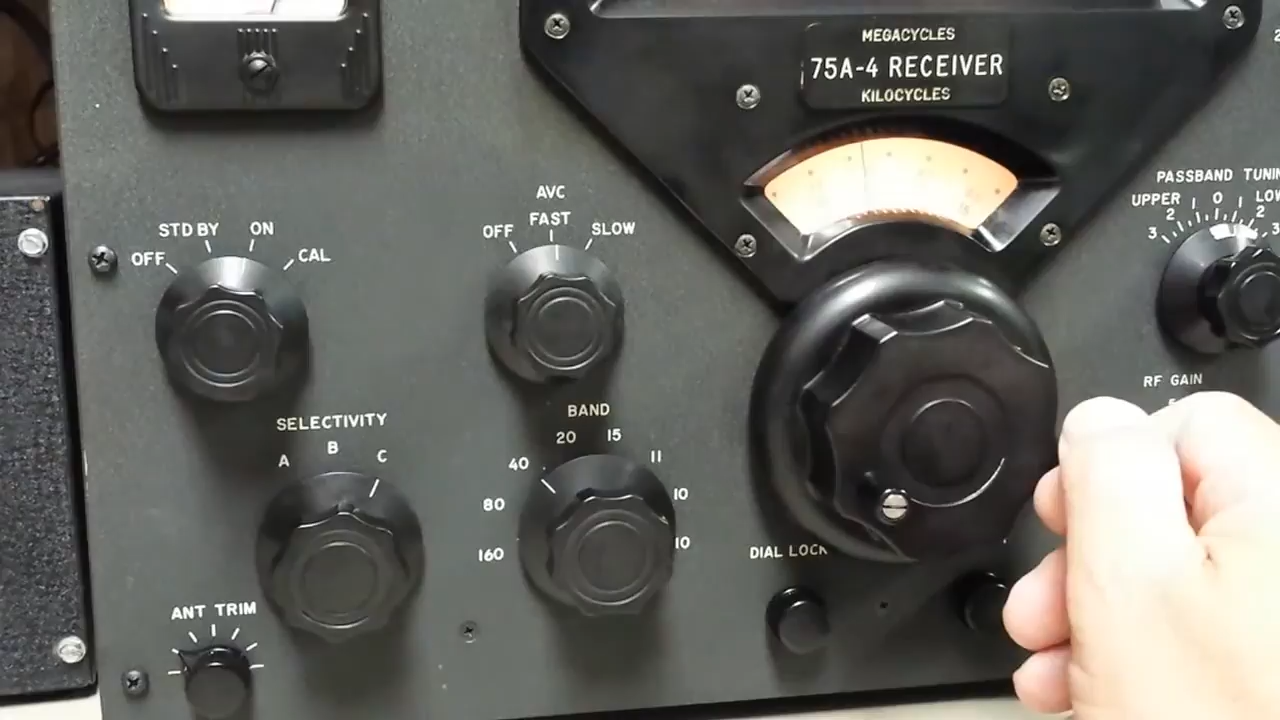 MEGACYCLES
75A-4 RECEIVER
KILOCYCLES
PASSBAND TUNIN
UPPER 1 0 1 LOW
2 2
3 3
AVC
OFF FAST SLOW
OFF STD BY ON CAL
RF GAIN
SELECTIVITY
A B C
BAND
160 80 40 20 15 11 10 10
DIAL LOCK
ANT TRIM